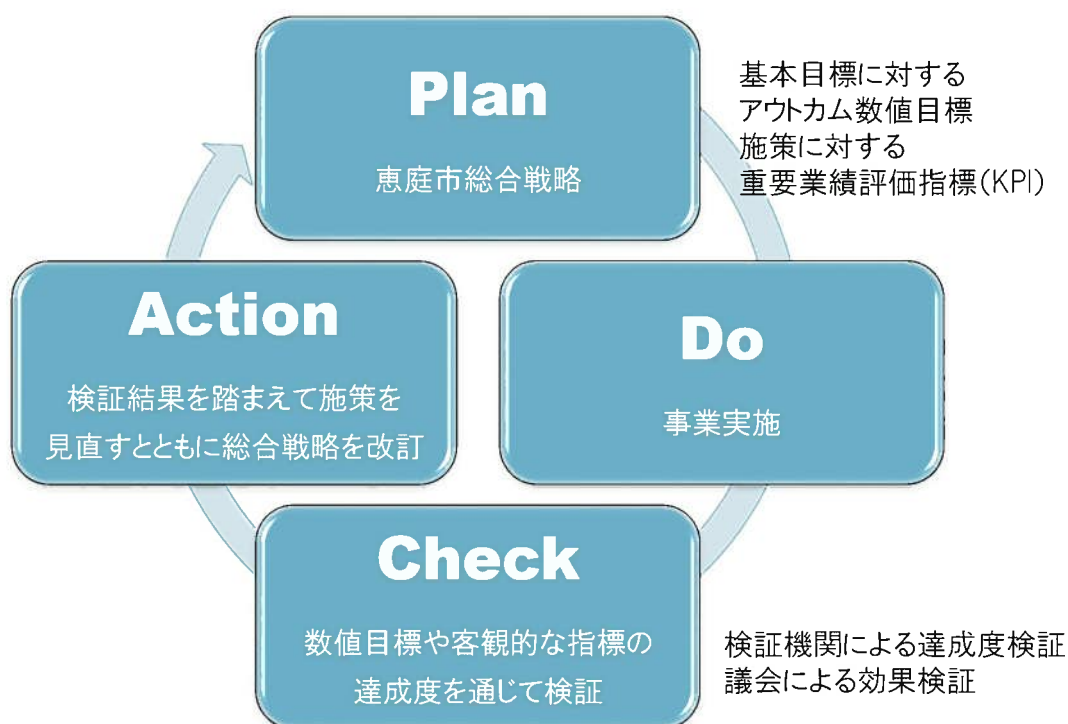 Plan
恵庭市総合戦略
基本目標に対する
アウトカム数値目標
施策に対する
重要業績評価指標(KPI)
Do
事業実施
Check
数値目標や客観的な指標の
達成度を通じて検証
検証機関による達成度検証
議会による効果検証
Action
検証結果を踏まえて施策を
見直すとともに総合戦略を改訂